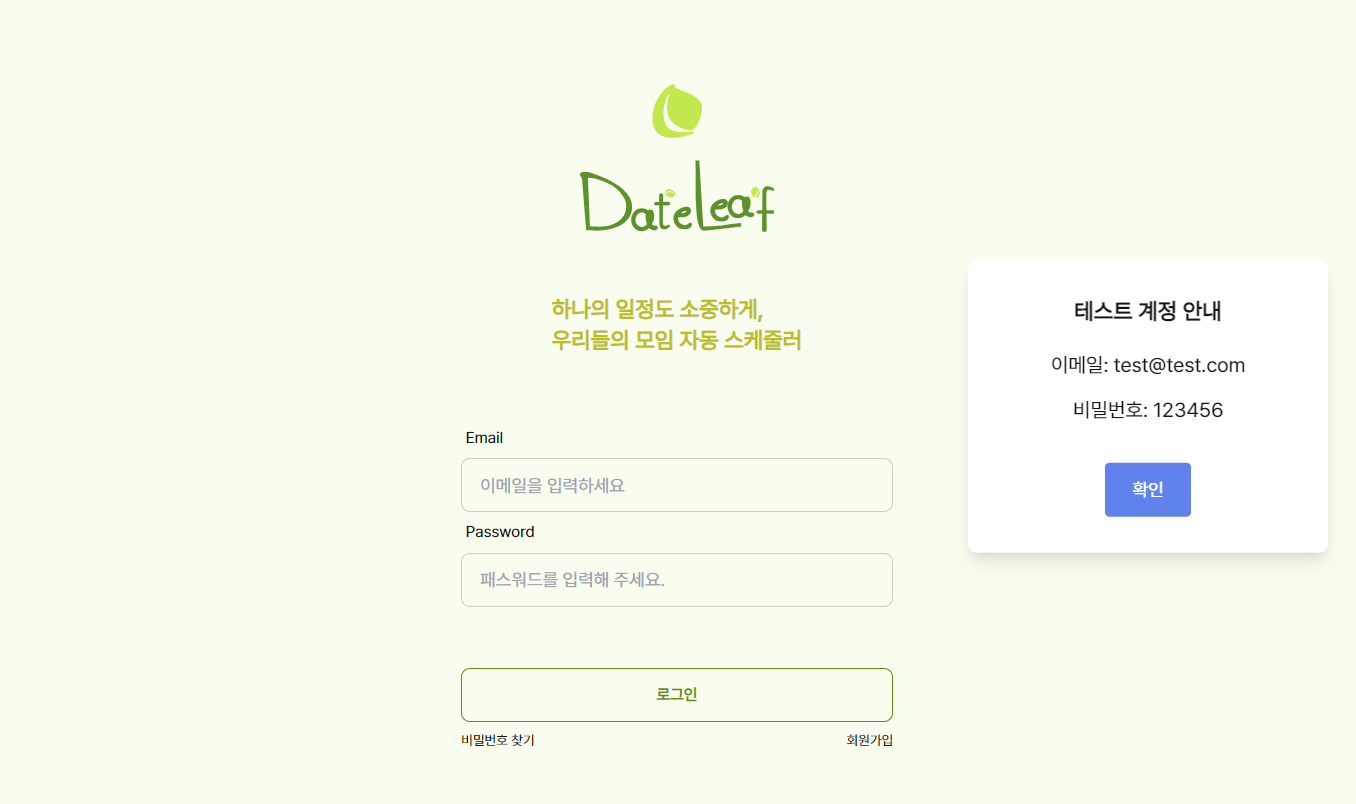 DateLeaf
하나의 일정도 소중하게,
우리들의 모임 자동 스케줄러
Email
이메일을 입력하세요
Password
패스워드를 입력해 주세요.
로그인
비밀번호 찾기
회원가입
테스트 계정 안내
이메일: test@test.com
비밀번호: 123456
확인